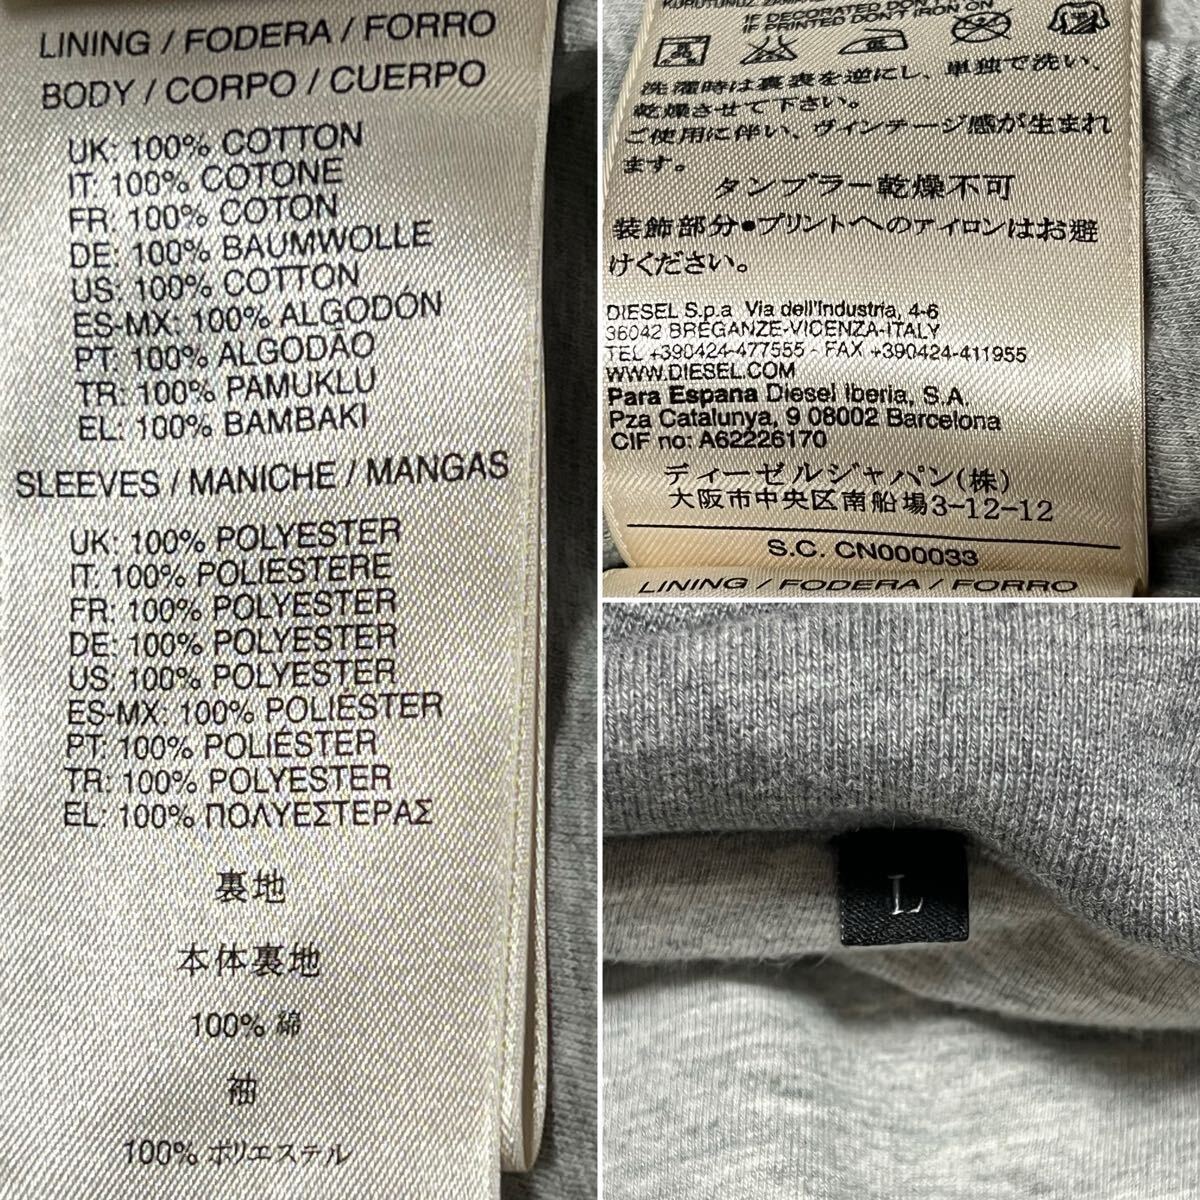 LINING / FODERA / FORRO
BODY / CORPO / CUERPO
UK: 100% COTTON
IT: 100% COTONE
FR: 100% COTON
DE: 100% BAUMWOLLE
US: 100% COTTON
ES-MX: 100% ALGODÓN
PT: 100% ALGODÃO
TR: 100% PAMUKLU
EL: 100% BAMBAKI
SLEEVES / MANICHE / MANGAS
UK: 100% POLYESTER
IT: 100% POLIESTERE
FR: 100% POLYESTER
DE: 100% POLYESTER
US: 100% POLYESTER
ES-MX: 100% POLIÉSTER
PT: 100% POLIÉSTER
TR: 100% POLYESTER
EL: 100% ΠΟΛΥΕΣΤΕΡΑΣ
裏地
本体裏地
100% 綿
袖
100% ポリエステル
IF DECORATED DON'T IRON
IF PRINTED DON'T IRON ON
洗濯時は裏表を逆にし、単独で洗い、
乾燥させて下さい。
ご使用に伴い、ヴィンテージ感が生まれ
ます。
タンブラー乾燥不可
装飾部分●プリントへのアイロンはお避
けください。
DIESEL S.p.a Via dell'Industria, 4-6
36042 BREGANZE-VICENZA-ITALY
TEL +390424-477555 - FAX +390424-411955
WWW.DIESEL.COM
Para Espana Diesel Iberia, S.A.
Pza Catalunya, 9 08002 Barcelona
CIF no: A62226170
ディーゼルジャパン(株)
大阪市中央区南船場3-12-12
S.C. CN000033
LINING / FODERA / FORRO
L